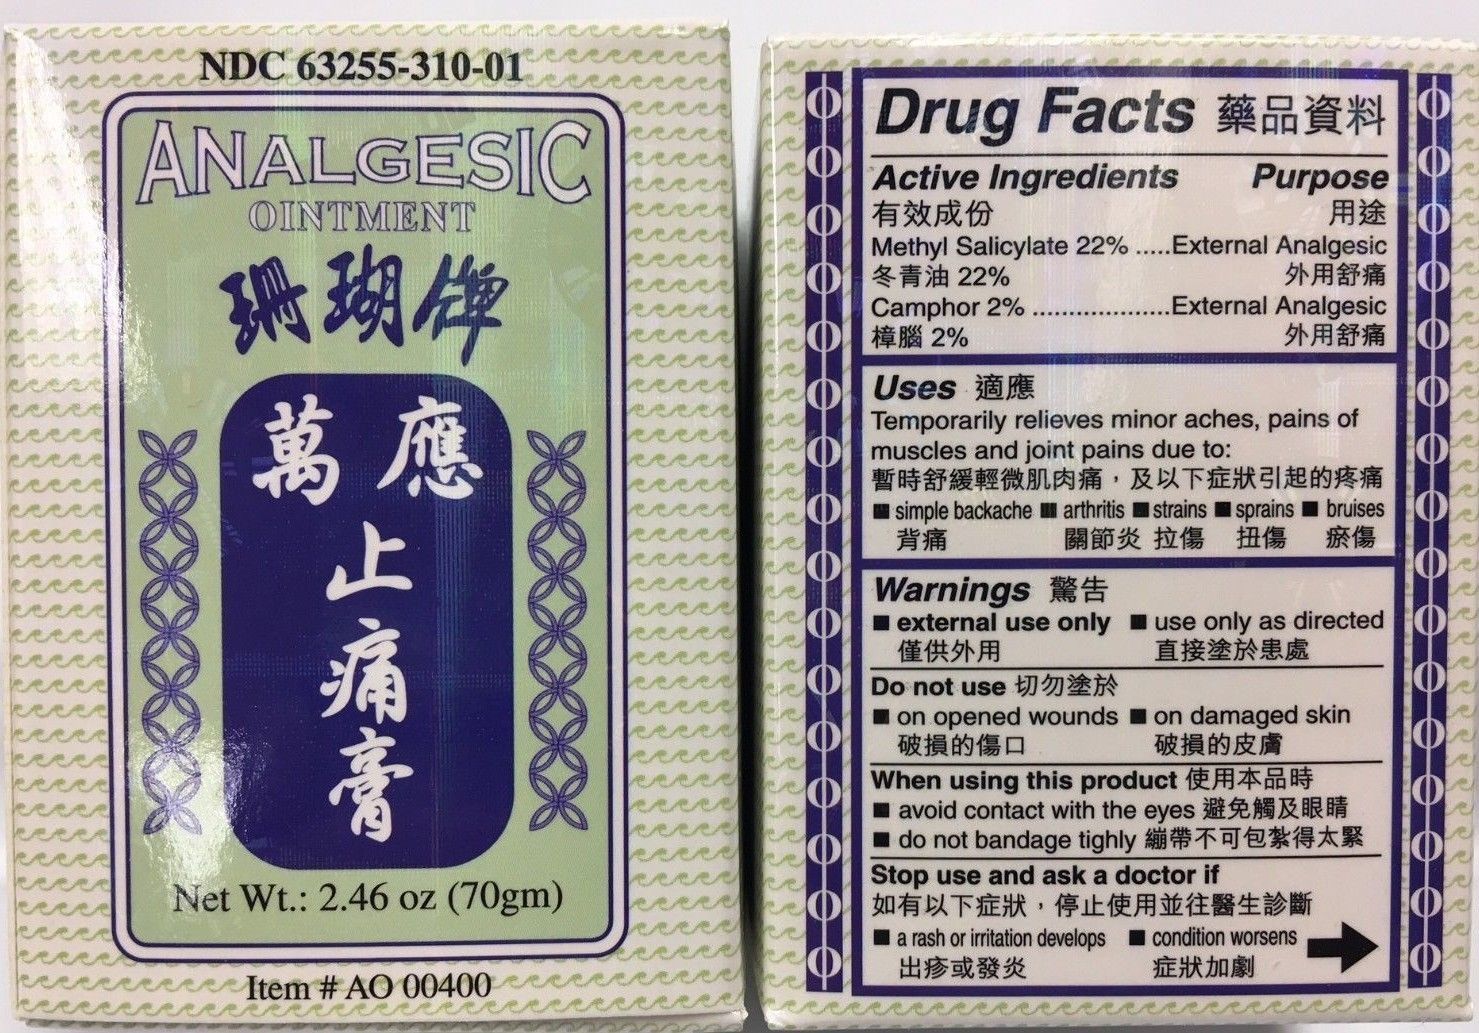 NDC 63255-310-01
ANALGESIC
OINTMENT
珊瑚牌
萬應
止
痛
膏
Net Wt.: 2.46 oz (70gm)
Item # AO 00400
Drug Facts 藥品資料
Active Ingredients Purpose
有效成份 用途
Methyl Salicylate 22% .....External Analgesic
冬青油 22% 外用舒痛
Camphor 2% ...................External Analgesic
樟腦 2% 外用舒痛
Uses 適應
Temporarily relieves minor aches, pains of
muscles and joint pains due to:
暫時舒緩輕微肌肉痛，及以下症狀引起的疼痛
■ simple backache ■ arthritis ■ strains ■ sprains ■ bruises
背痛 關節炎 拉傷 扭傷 瘀傷
Warnings 驚告
■ external use only ■ use only as directed
僅供外用 直接塗於患處
Do not use 切勿塗於
■ on opened wounds ■ on damaged skin
破損的傷口 破損的皮膚
When using this product 使用本品時
■ avoid contact with the eyes 避免觸及眼睛
■ do not bandage tighly 繃帶不可包紮得太緊
Stop use and ask a doctor if
如有以下症狀，停止使用並往醫生診斷
■ a rash or irritation develops ■ condition worsens
出疹或發炎 症狀加劇